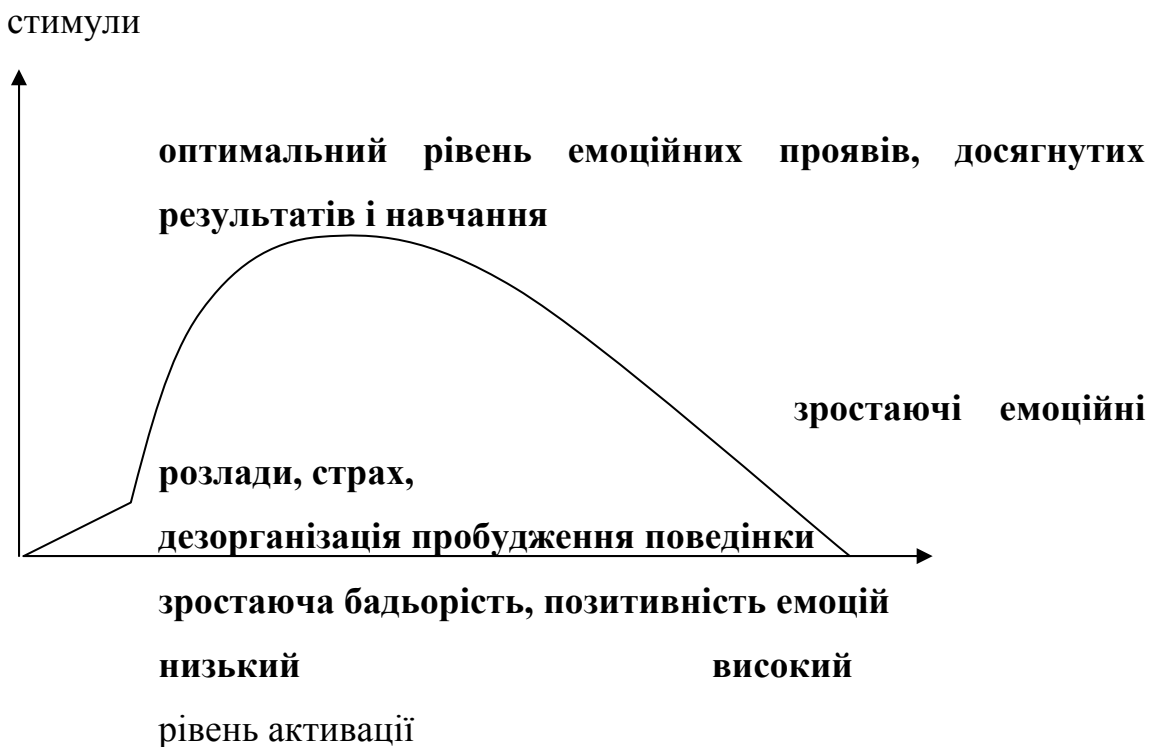 стимули
оптимальний рівень емоційних проявів, досягнутих
результатів і навчання
зростаючі емоційні
розлади, страх,
дезорганізація пробудження поведінки
зростаюча бадьорість, позитивність емоцій
низький високий
рівень активації